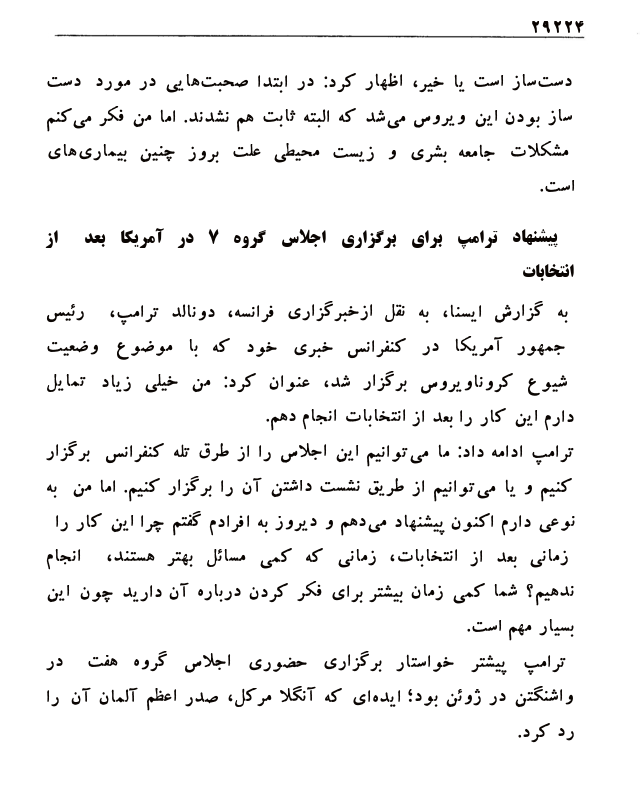 ۲۹۲۲۴
دست‌ساز است یا خیر، اظهار کرد: در ابتدا صحبت‌هایی در مورد دست
ساز بودن این ویروس می‌شد که البته ثابت هم نشدند. اما من فکر می‌کنم
مشکلات جامعه بشری و زیست محیطی علت بروز چنین بیماری‌های
است.
پیشنهاد ترامپ برای برگزاری اجلاس گروه ۷ در آمریکا بعد از
انتخابات
به گزارش ایسنا، به نقل ازخبرگزاری فرانسه، دونالد ترامپ، رئیس
جمهور آمریکا در کنفرانس خبری خود که با موضوع وضعیت
شیوع کروناویروس برگزار شد، عنوان کرد: من خیلی زیاد تمایل
دارم این کار را بعد از انتخابات انجام دهم.
ترامپ ادامه داد: ما می‌توانیم این اجلاس را از طرق تله کنفرانس برگزار
کنیم و یا می‌توانیم از طریق نشست داشتن آن را برگزار کنیم. اما من به
نوعی دارم اکنون پیشنهاد می‌دهم و دیروز به افرادم گفتم چرا این کار را
زمانی بعد از انتخابات، زمانی که کمی مسائل بهتر هستند، انجام
ندهیم؟ شما کمی زمان بیشتر برای فکر کردن درباره آن دارید چون این
بسیار مهم است.
ترامپ پیشتر خواستار برگزاری حضوری اجلاس گروه هفت در
واشنگتن در ژوئن بود؛ ایده‌ای که آنگلا مرکل، صدر اعظم آلمان آن را
رد کرد.